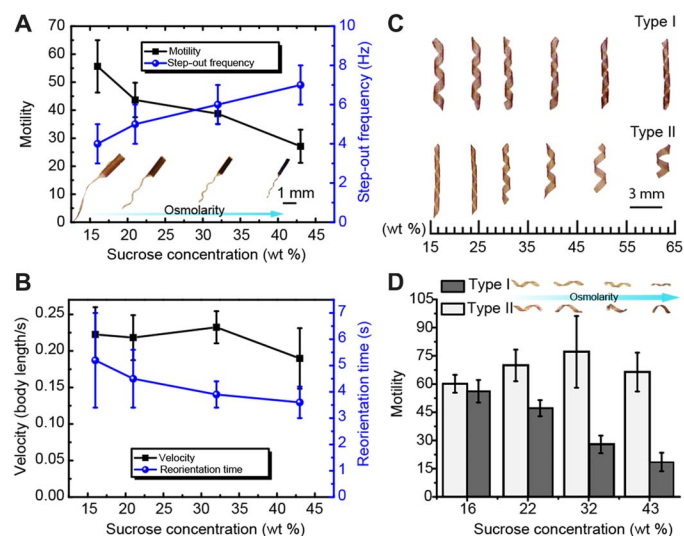 A
Motility
Step-out frequency
Motility
0
10
20
30
40
50
60
70
Step-out frequency (Hz)
0
2
4
6
8
10
1 mm
Osmolarity
15 20 25 30 35 40 45
Sucrose concentration (wt %)
B
Velocity (body length/s)
0.00
0.05
0.10
0.15
0.20
0.25
Reorientation time (s)
0
1
2
3
4
5
6
7
Velocity
Reorientation time
15 20 25 30 35 40 45
Sucrose concentration (wt %)
C
Type I
Type II
3 mm
(wt %)
15 25 35 45 55 65
D
Type I
Type II
Osmolarity
Motility
0
15
30
45
60
75
90
105
16 22 32 43
Sucrose concentration (wt %)